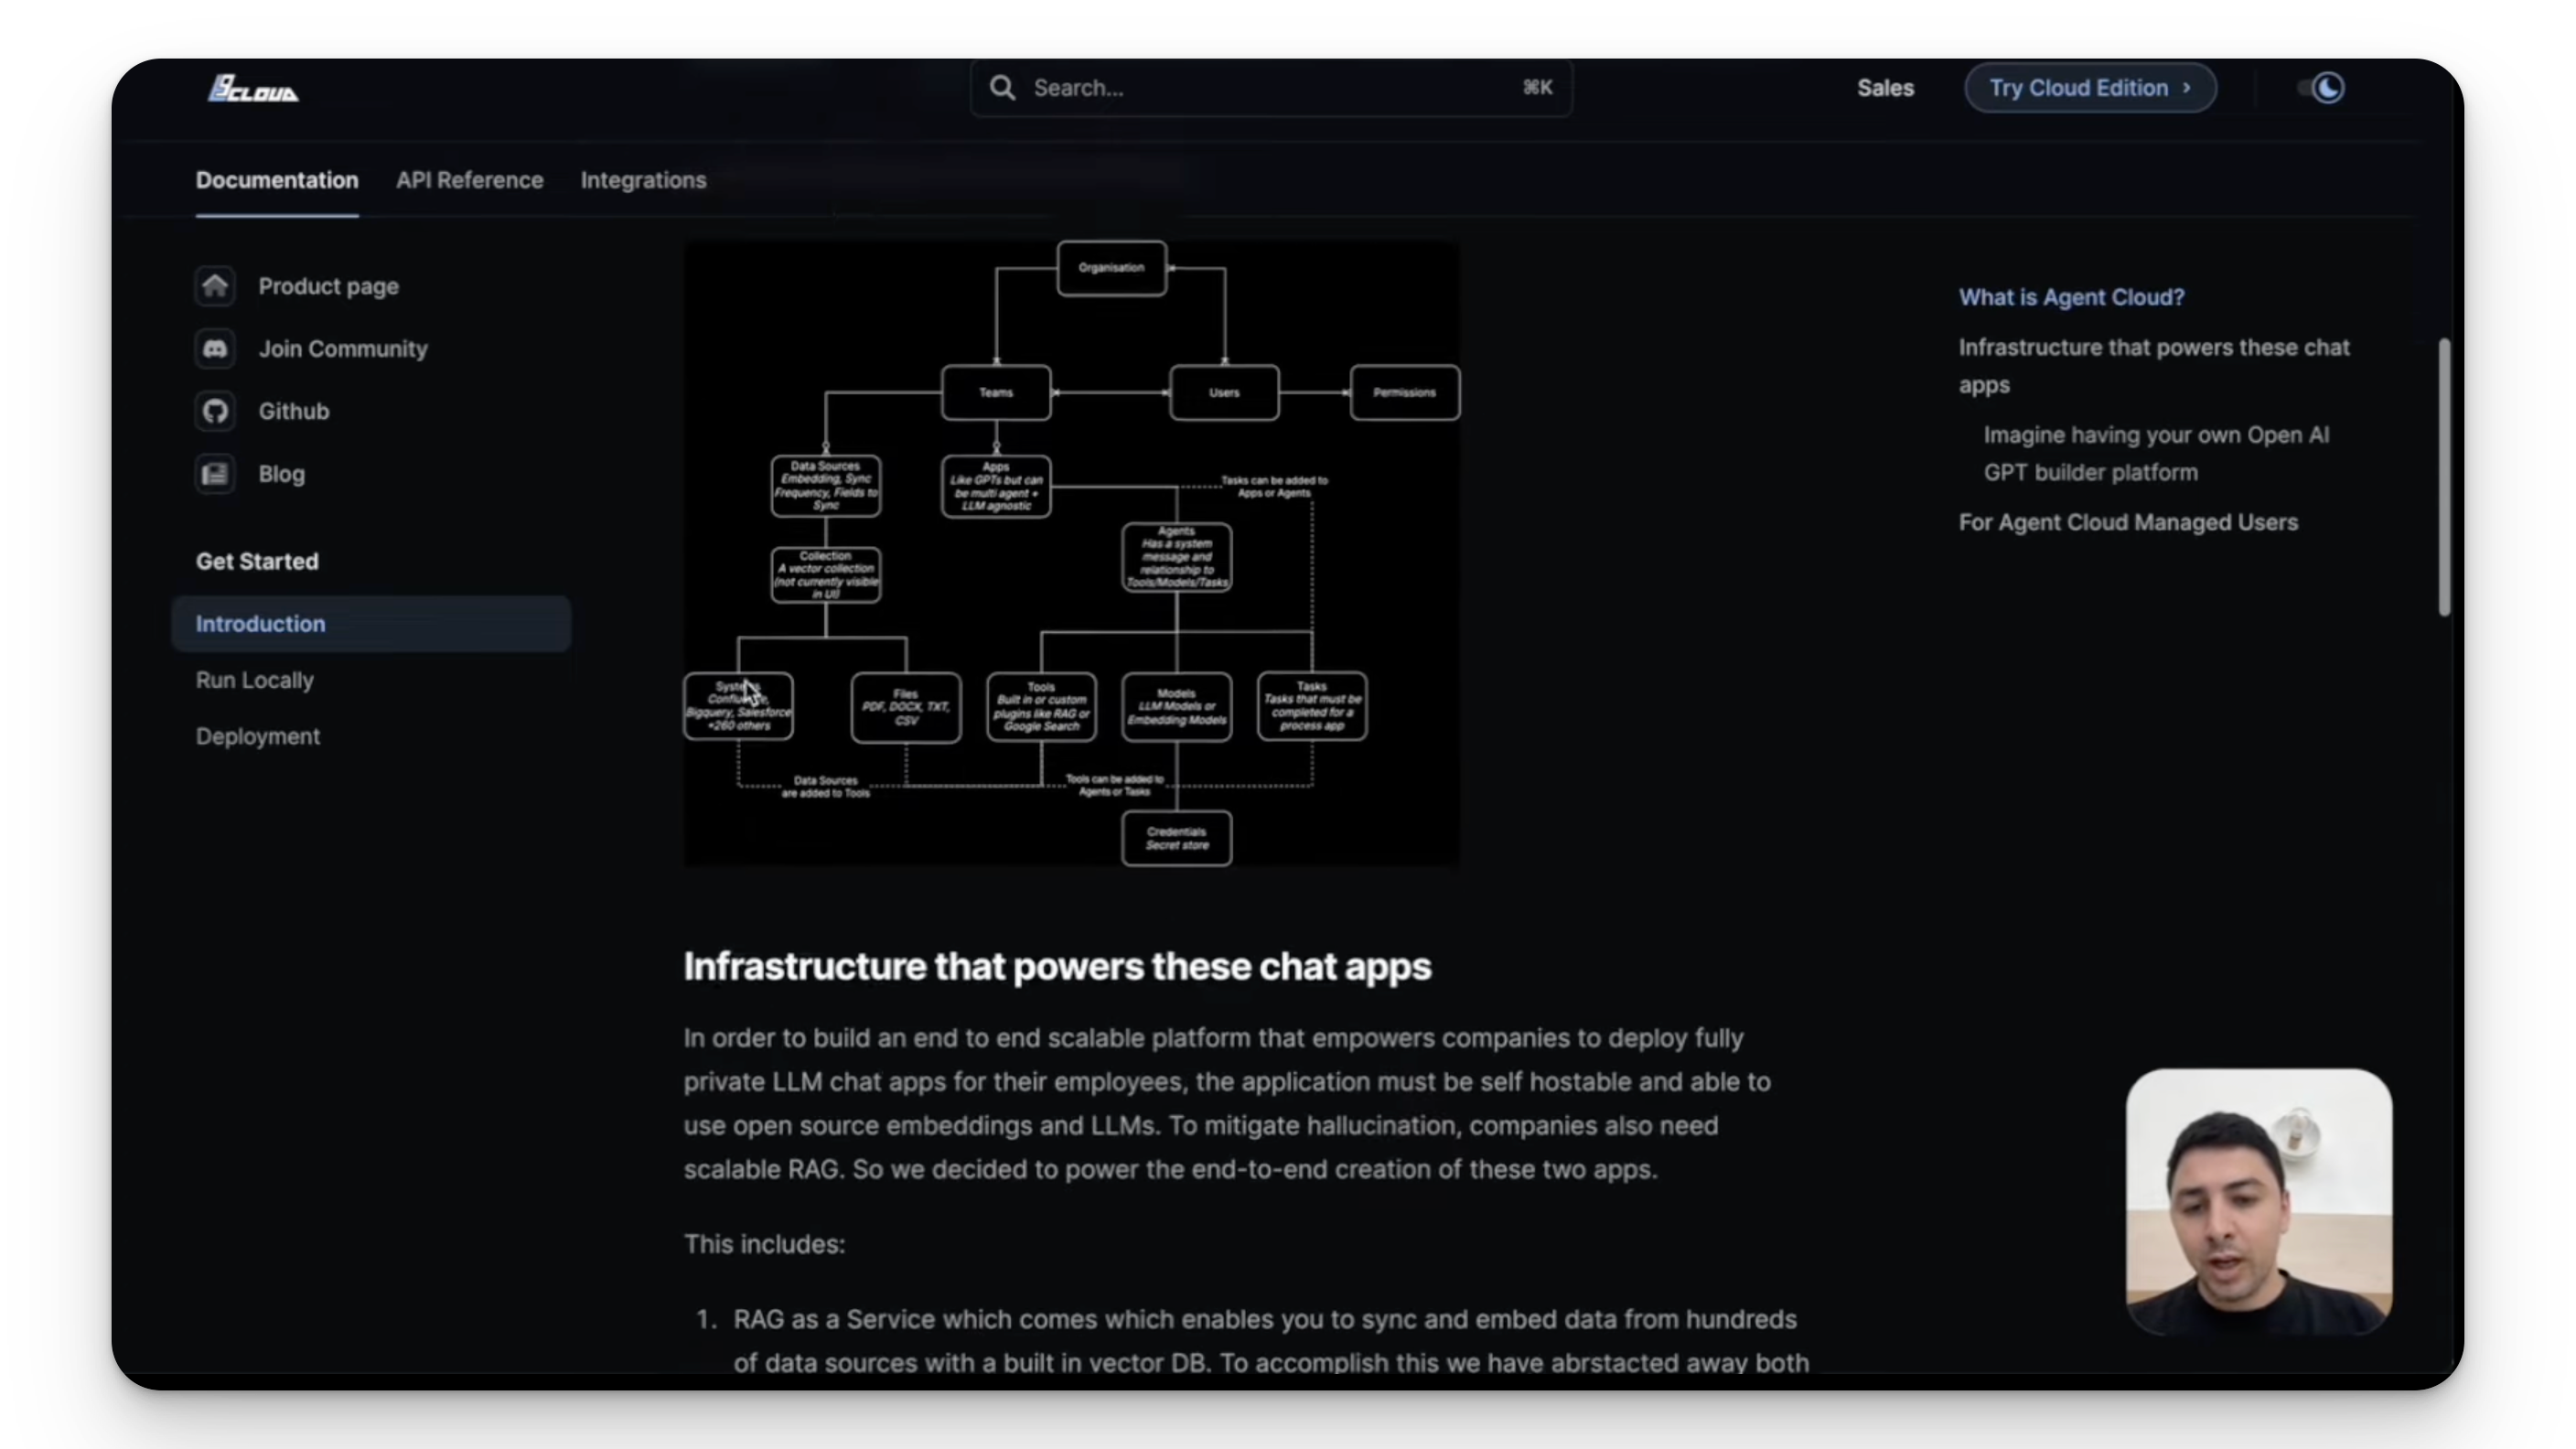 CLOUD
Search...
⌘K
Sales
Try Cloud Edition
Documentation
API Reference
Integrations
Product page
Join Community
Github
Blog
Get Started
Introduction
Run Locally
Deployment
Organisation
Teams
Users
Permissions
Data Sources
Embedding, Sync
Frequency, Fields to
Sync
Apps
Like GPTs but can
be multi agent +
LLM agnostic
Tasks can be added to
Apps or Agents
Agents
Has a system
message and
relationship to
Tools/Models/Tasks
Collection
A vector collection
(not currently visible
in UI)
Bigquery, Salesforce
+260 others
Files
PDF, DOCX, TXT,
CSV
Tools
Built in or custom
plugins like RAG or
Google Search
Models
LLM Models or
Embedding Models
Tasks
Tasks that must be
completed for a
process app
Data Sources
are added to Tools
Tools can be added to
Agents or Tasks
Credentials
Secret store
Infrastructure that powers these chat apps
In order to build an end to end scalable platform that empowers companies to deploy fully
private LLM chat apps for their employees, the application must be self hostable and able to
use open source embeddings and LLMs. To mitigate hallucination, companies also need
scalable RAG. So we decided to power the end-to-end creation of these two apps.
This includes:
1. RAG as a Service which comes which enables you to sync and embed data from hundreds
of data sources with a built in vector DB. To accomplish this we have abrstacted away both
What is Agent Cloud?
Infrastructure that powers these chat
apps
Imagine having your own Open AI
GPT builder platform
For Agent Cloud Managed Users